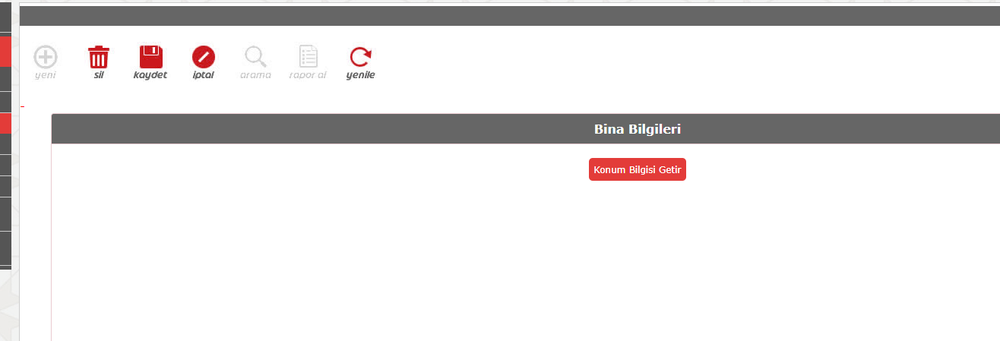 yeni sil kaydet iptal arama rapor al yenile
Bina Bilgileri
Konum Bilgisi Getir